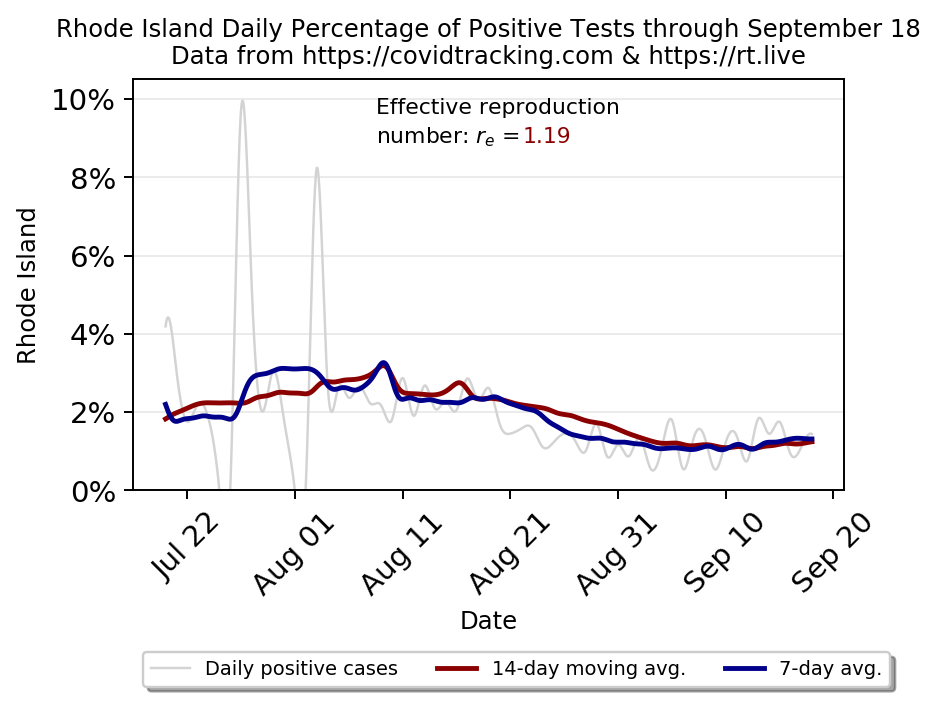 Rhode Island Daily Percentage of Positive Tests through September 18
Data from https://covidtracking.com & https://rt.live
Effective reproduction
number: rₑ =1.19
10%
8%
6%
4%
2%
0%
Rhode Island
Jul 22
Aug 01
Aug 11
Aug 21
Aug 31
Sep 10
Sep 20
Date
Daily positive cases
14-day moving avg.
7-day avg.